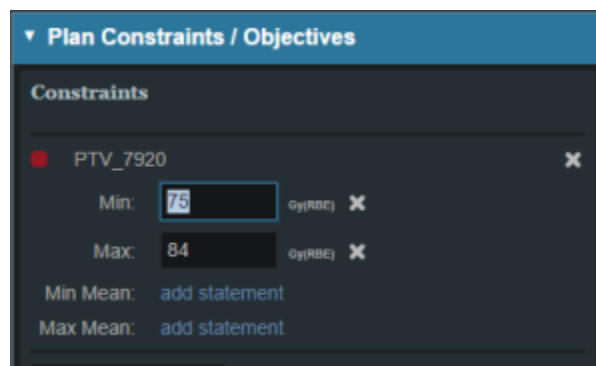 Plan Constraints / Objectives
Constraints
PTV_7920
Min: 75 Gy(RBE)
Max: 84 Gy(RBE)
Min Mean: add statement
Max Mean: add statement